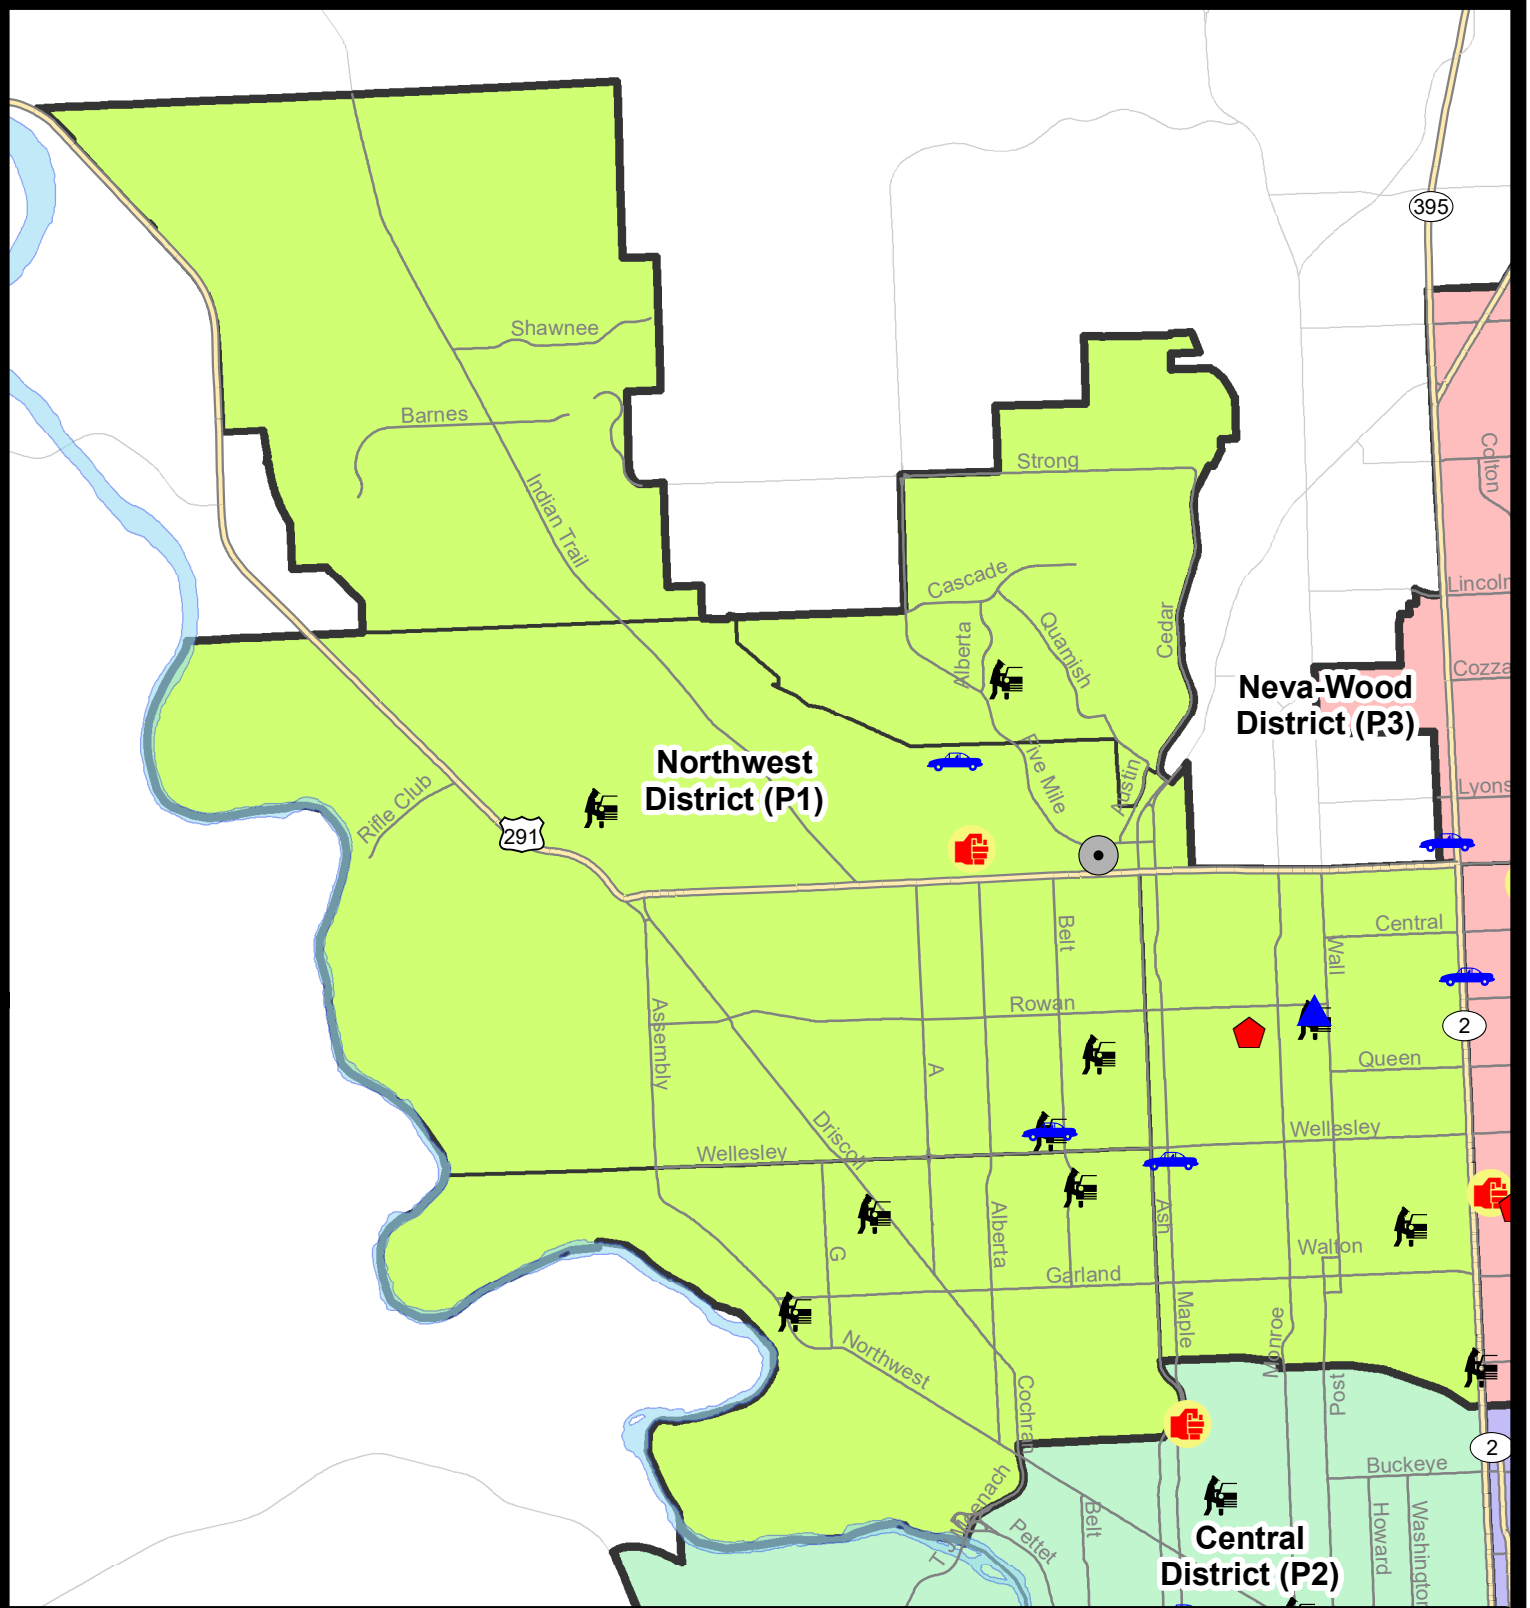 395
Shawnee
Barnes
Colton
Strong
Indian Trail
Cascade
Lincoln
Cedar
Alberta
Quamish
Cozza
Neva-Wood
District (P3)
Northwest
District (P1)
Five Mile
Austin
Lyons
Rifle Club
291
Belt
Central
Wall
Rowan
Assembly
2
Queen
A
Driscoll
Wellesley
Wellesley
Alberta
Ash
G
Walton
Garland
Maple
Monroe
Northwest
Cochran
Post
2
Buckeye
Meenach
Pettet
Belt
Howard
Washington
T
Central
District (P2)